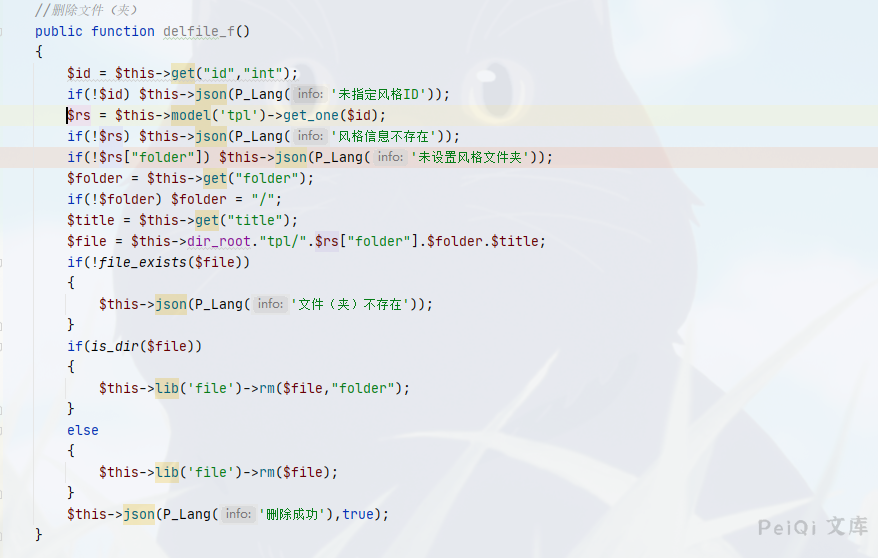 //删除文件（夹）
public function delfile_f()
{
$id = $this->get("id","int");
if(!$id) $this->json(P_Lang( info: '未指定风格ID'));
$rs = $this->model('tpl')->get_one($id);
if(!$rs) $this->json(P_Lang( info: '风格信息不存在'));
if(!$rs["folder"]) $this->json(P_Lang( info: '未设置风格文件夹'));
$folder = $this->get("folder");
if(!$folder) $folder = "/";
$title = $this->get("title");
$file = $this->dir_root."tpl/".$rs["folder"].$folder.$title;
if(!file_exists($file))
{
$this->json(P_Lang( info: '文件（夹）不存在'));
}
if(is_dir($file))
{
$this->lib('file')->rm($file,"folder");
}
else
{
$this->lib('file')->rm($file);
}
$this->json(P_Lang( info: '删除成功'),true);
}
PeiQi 文库